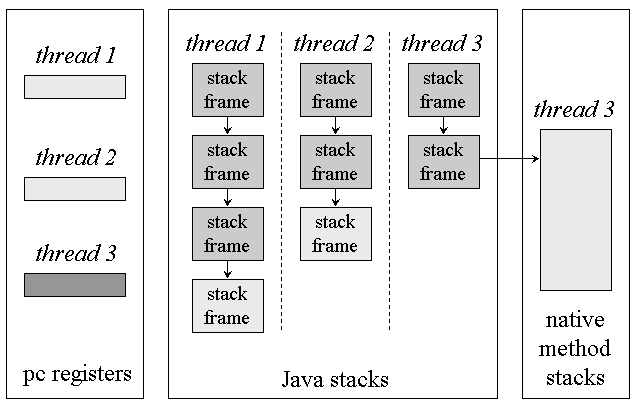 thread 1
thread 2
thread 3
pc registers
thread 1 thread 2 thread 3
stack stack stack
frame frame frame
stack stack stack
frame frame frame
stack stack
frame frame
stack
frame
Java stacks
thread 3
native
method
stacks